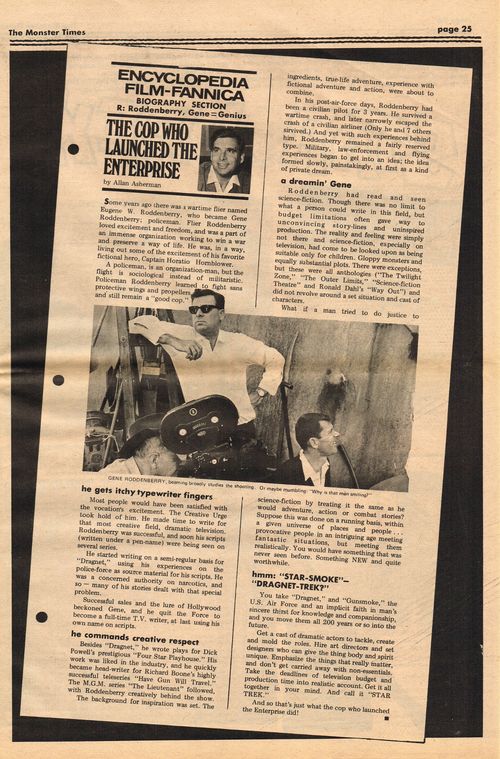 The Monster Times
page 25
ENCYCLOPEDIA
FILM-FANNICA
BIOGRAPHY SECTION
R: Roddenberry, Gene=Genius
THE COP WHO
LAUNCHED THE
ENTERPRISE
by Allan Asherman
Some years ago there was a wartime flier named
Eugene W. Roddenberry, who became Gene
Roddenberry; policeman. Flier Roddenberry
loved excitement and freedom, and was a part of
an immense organization working to win a war
and preserve a way of life. He was, in a way,
living out some of the excitement of his favorite
fictional hero, Captain Horatio Hornblower.
A policeman, is an organization-man, but the
flight is sociological instead of militaristic.
Policeman Roddenberry learned to fight sans
protective wings and propellers
and still remain a "good cop."
ingredients, true-life adventure, experience with
fictional adventure and action, were about to
combine.
In his post-air-force days, Roddenberry had
been a civilian pilot for 3 years. He survived a
wartime crash, and later narrowly escaped the
crash of a civilian airliner (Only he and 7 others
sirvived.) And yet with such experiences behind
him, Roddenberry remained a fairly reserved
type. Military, law-enforcement and flying
experiences began to gel into an idea; the idea
formed slowly, painstakingly, at first as a kind
of private dream.
a dreamin' Gene
Roddenberry had read and seen
science-fiction. Though there was no limit to
what a person could write in this field, but
budget limitations often gave way to
unconvincing story-lines and uninspired
production. The reality and feeling were simply
not there and science-fiction, especially on
television, had come to be looked upon as being
suitable only for children. Gloppy monsters and
equally substantial plots. There were exceptions,
but these were all anthologies ("The Twilight
Zone," "The Outer Limits," "Science-fiction
Theatre" and Ronald Dahl's "Way Out") and
did not revolve around a set situation and cast of
characters.
What if a man tried to do justice to
GENE RODDENBERRY, beaming broadly studies the shooting. Or maybe mumbling: "Why is that man smiling?"
he gets itchy typewriter fingers
Most people would have been satisfied with
the vocation's excitement. The Creative Urge
took hold of him. He made time to write for
that most creative field, dramatic television.
Roddenberry was successful, and soon his scripts
(written under a pen-name) were being seen on
several series.
He started writing on a semi-regular basis for
"Dragnet," using his experiences on the
police-force as source material for his scripts. He
was a concerned authority on narcotics, and
so — many of his stories dealt with that special
problem.
Successful sales and the lure of Hollywood
beckoned Gene, and he quit the Force to
become a full-time T.V. writer, at last using his
own name on scripts.
he commands creative respect
Besides "Dragnet," he wrote plays for Dick
Powell's prestigious "Four Star Playhouse." His
work was liked in the industry, and he quickly
became head-writer for Richard Boone's highly
successful teleseries "Have Gun Will Travel."
The M.G.M. series "The Lieutenant" followed,
with Roddenberry creatively behind the show.
The background for inspiration was set. The
science-fiction by treating it the same as he
would adventure, action or combat stories?
Suppose this was done on a running basis, within
a given universe of places and people . . .
provocative people in an intriguing age meeting
fantastic situations, but meeting them
realistically. You would have something that was
never seen before. Something NEW and quite
worthwhile.
hmm: "STAR-SMOKE"—
"DRAGNET-TREK?"
You take "Dragnet," and "Gunsmoke," the
U.S. Air Force and an implicit faith in man's
sincere thirst for knowledge and companionship,
and you move them all 200 years or so into the
future.
Get a cast of dramatic actors to tackle, create
and mold the roles. Hire art directors and set
designers who can give the thing body and spirit
unique. Emphasize the things that really matter,
and don't get carried away with non-essentials.
Take the deadlines of television budget and
production time into realistic account. Get it all
together in your mind. And call it "STAR
TREK."
And so that's just what the cop who launched
the Enterprise did!